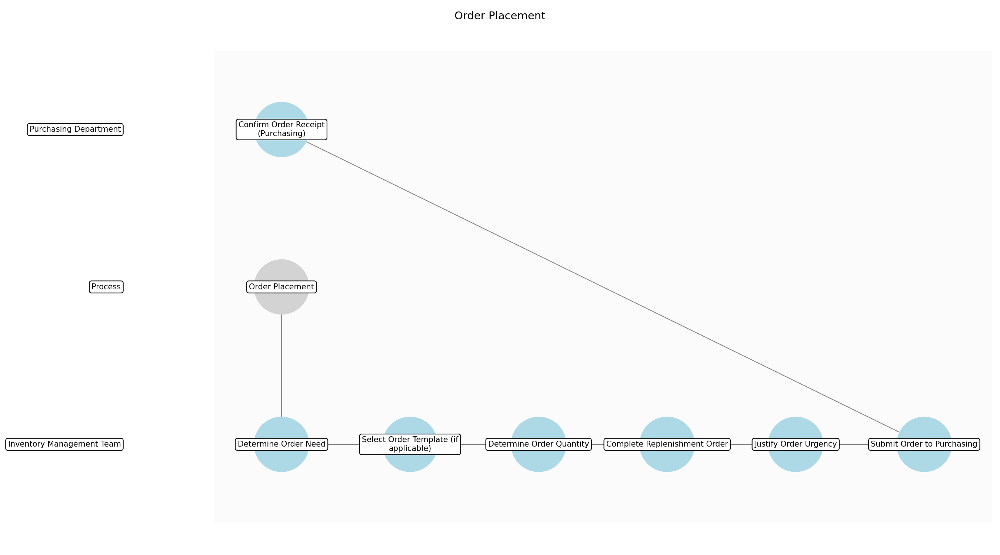 Order Placement
Purchasing Department
Confirm Order Receipt
(Purchasing)
Process
Order Placement
Inventory Management Team
Determine Order Need
Select Order Template (if
applicable)
Determine Order Quantity
Complete Replenishment Order
Justify Order Urgency
Submit Order to Purchasing